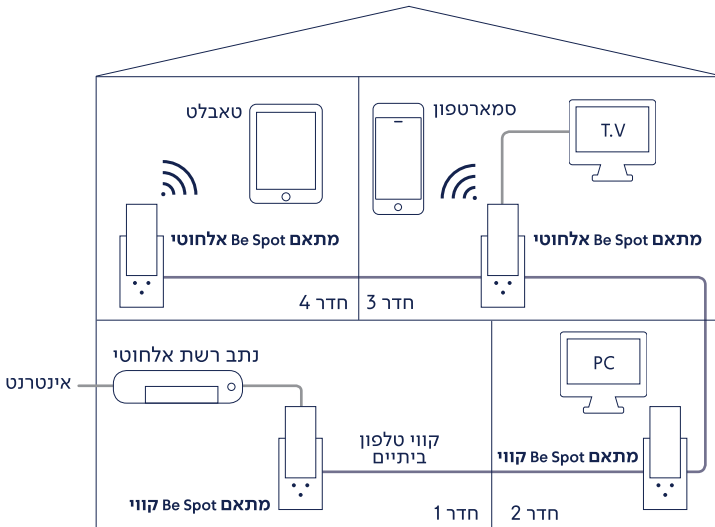 טאבלט
סמארטפון
T.V
מתאם Be Spot אלחוטי
מתאם Be Spot אלחוטי
חדר 4
חדר 3
נתב רשת אלחוטי
אינטרנט
PC
קווי טלפון
ביתיים
מתאם Be Spot קווי
מתאם Be Spot קווי
חדר 1
חדר 2